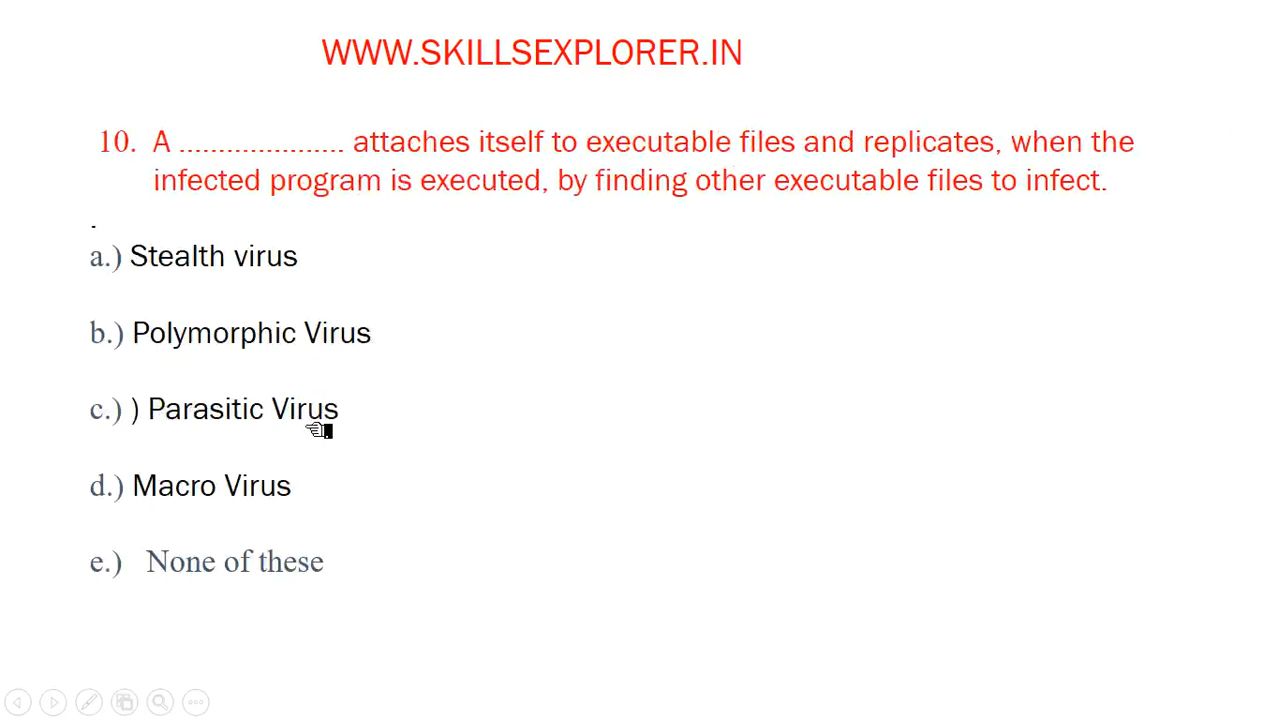 WWW.SKILLSEXPLORER.IN
10. A ..................... attaches itself to executable files and replicates, when the
infected program is executed, by finding other executable files to infect.
.
a.) Stealth virus
b.) Polymorphic Virus
c.) ) Parasitic Virus
d.) Macro Virus
e.) None of these